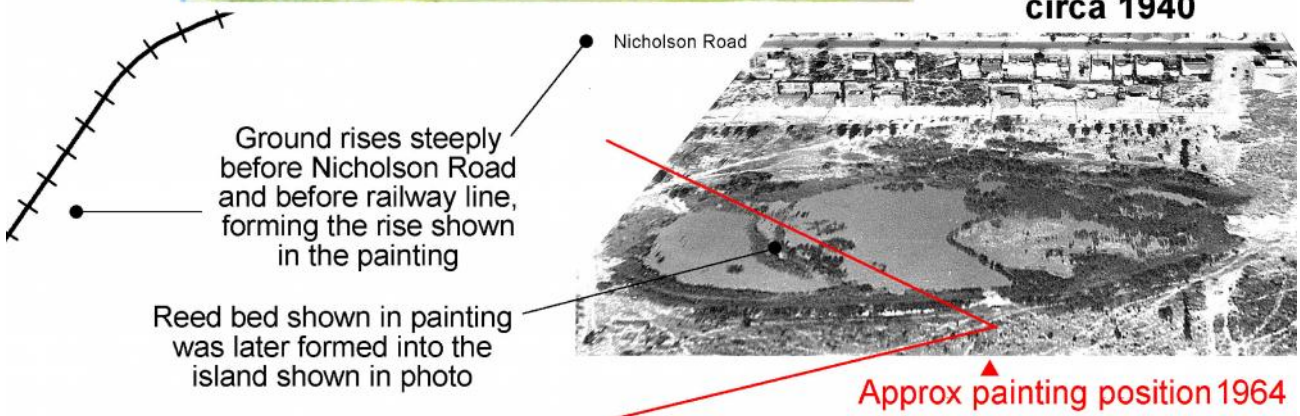 circa 1940
Nicholson Road
Ground rises steeply
before Nicholson Road
and before railway line,
forming the rise shown
in the painting
Reed bed shown in painting
was later formed into the
island shown in photo
Approx painting position 1964